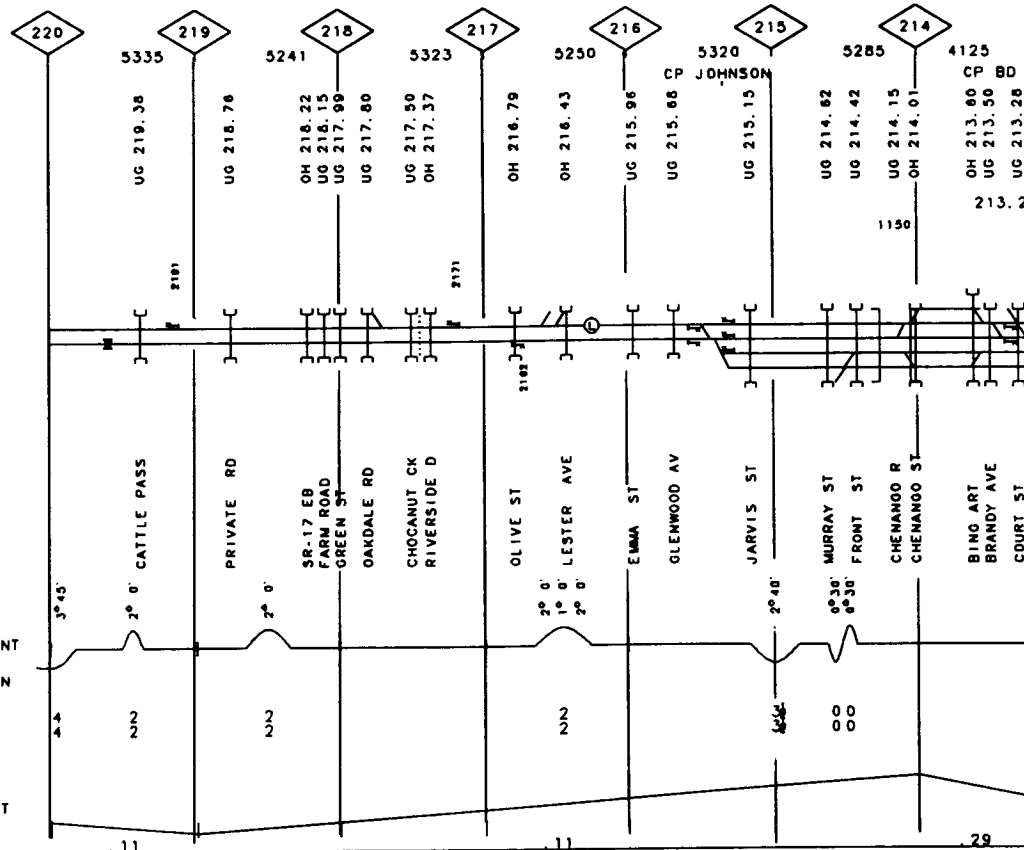 220 219 218 217 216 215 214
5335 5241 5323 5250 5320 5285 4125
CP JOHNSON
CP BD
UG 219.38
UG 218.76
OH 218.22
UG 218.15
UG 217.99
UG 217.80
UG 217.50
OH 217.37
OH 216.79
OH 216.43
UG 215.96
UG 215.68
UG 215.15
UG 214.62
UG 214.42
UG 214.15
OH 214.01
OH 213.60
UG 213.50
UG 213.28
213.2
1150
2191
2171
L
2162
CATTLE PASS
PRIVATE RD
SR-17 EB
FARM ROAD
GREEN ST
OAKDALE RD
CHOCANUT CK
RIVERSIDE D
OLIVE ST
LESTER AVE
EMMA ST
GLENWOOD AV
JARVIS ST
MURRAY ST
FRONT ST
CHENANGO R
CHENANGO ST
BING ART
BRANDY AVE
COURT ST
3° 45'
2° 0'
2° 0'
2° 0'
1° 0'
2° 0'
2° 40'
0° 30'
0° 30'
NT
N
4 2 2 2 0 0
4 2 2 2 0 0
T
.11 .11 .29